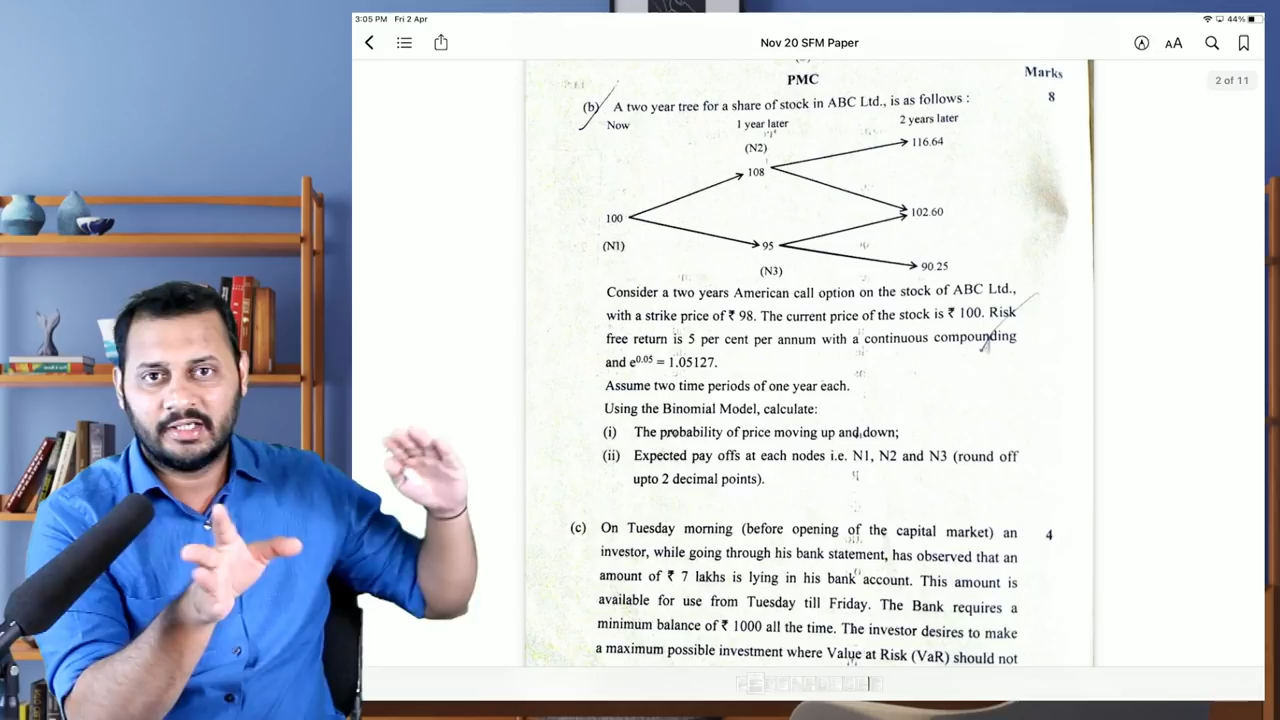 3:05 PM Fri 2 Apr
44%
Nov 20 SFM Paper
AA
2 of 11
PMC
Marks
(b) A two year tree for a share of stock in ABC Ltd., is as follows : 8
Now 1 year later 2 years later
(N2)
116.64
108
102.60
100
95
(N1)
(N3)
90.25
Consider a two years American call option on the stock of ABC Ltd.,
with a strike price of ₹ 98. The current price of the stock is ₹ 100. Risk
free return is 5 per cent per annum with a continuous compounding
and e^0.05 = 1.05127.
Assume two time periods of one year each.
Using the Binomial Model, calculate:
(i) The probability of price moving up and down;
(ii) Expected pay offs at each nodes i.e. N1, N2 and N3 (round off
upto 2 decimal points).
(c) On Tuesday morning (before opening of the capital market) an 4
investor, while going through his bank statement, has observed that an
amount of ₹ 7 lakhs is lying in his bank account. This amount is
available for use from Tuesday till Friday. The Bank requires a
minimum balance of ₹ 1000 all the time. The investor desires to make
a maximum possible investment where Value at Risk (VaR) should not